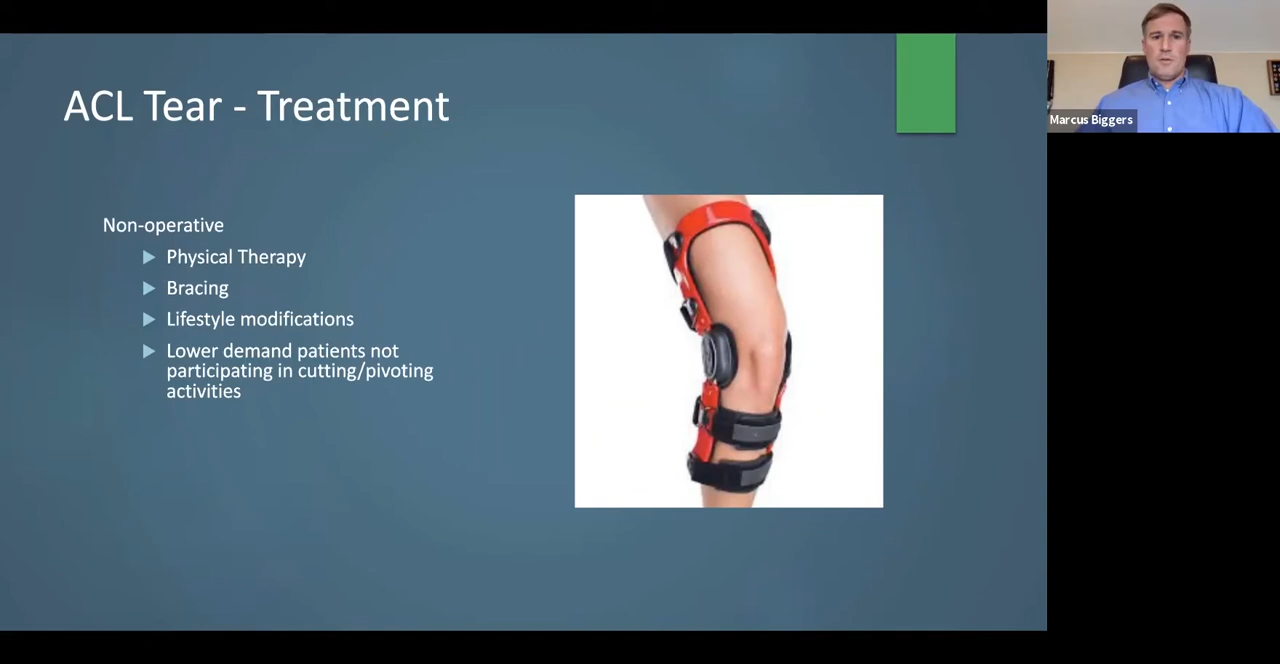 ACL Tear - Treatment
Marcus Biggers
Non-operative
Physical Therapy
Bracing
Lifestyle modifications
Lower demand patients not
participating in cutting/pivoting
activities